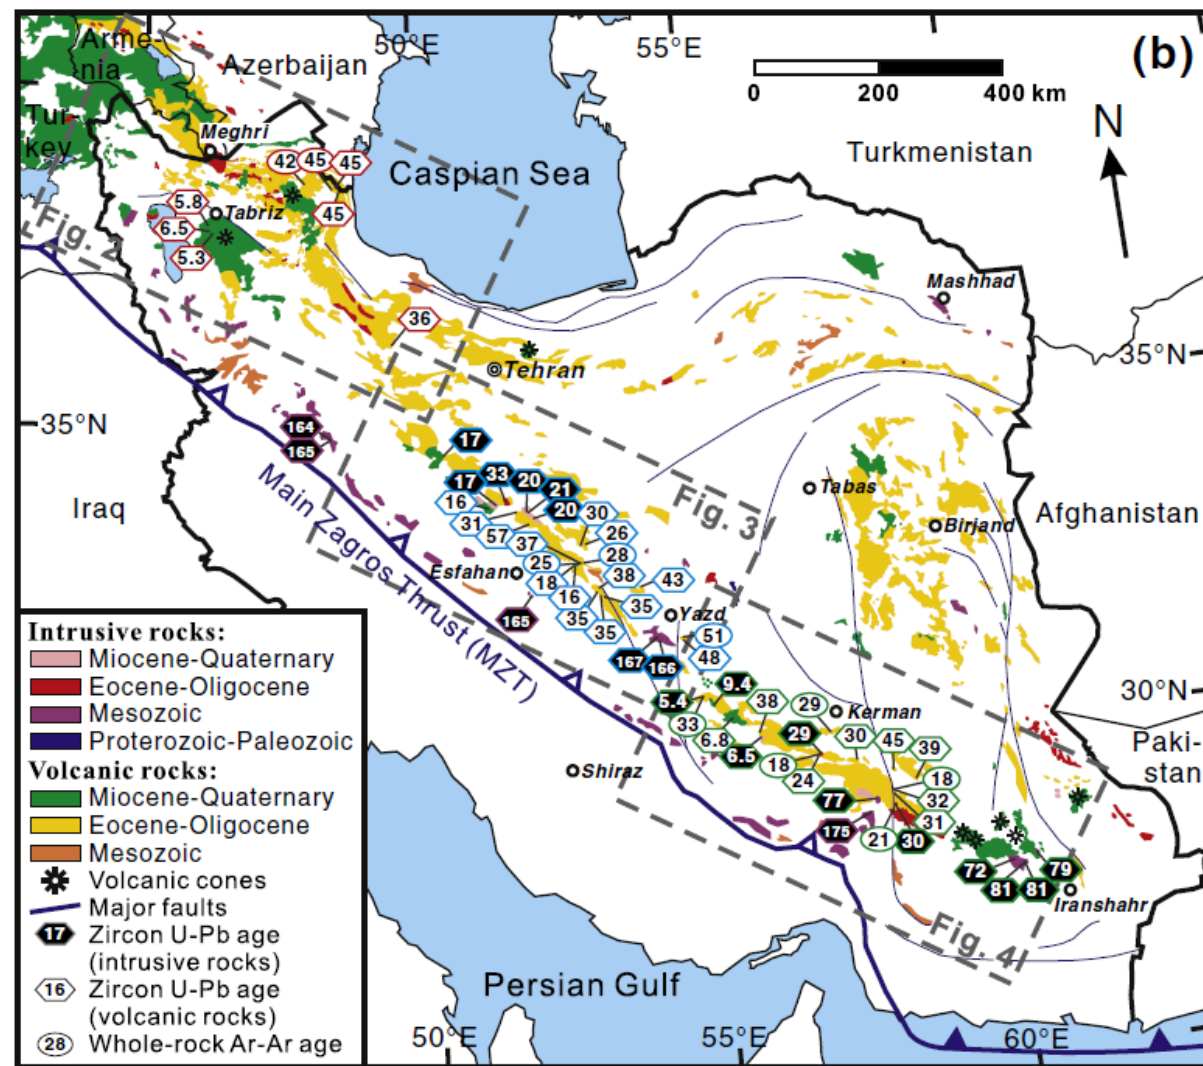 Arme-
nia
Azerbaijan
50°E
55°E
(b)
0
200
400 km
N
Tur-
key
Meghri
42
45
45
45
Caspian Sea
Turkmenistan
5.8
Tabriz
6.5
5.3
Fig. 2
36
Mashhad
35°N
Tehran
35°N
164
165
17
17
33
20
21
20
16
31
57
37
30
26
28
25
18
38
43
16
35
35
35
Fig. 3
Tabas
Birjand
Afghanistan
Iraq
Main Zagros Thrust (MZT)
Esfahan
165
Yazd
51
48
167
166
30°N
9.4
5.4
38
29
Kerman
33
6.8
6.5
29
30
45
39
18
24
18
32
31
77
175
21
30
Shiraz
Paki-
stan
72
81
81
79
Iranshahr
Fig. 4
Persian Gulf
50°E
55°E
60°E
Intrusive rocks:
Miocene-Quaternary
Eocene-Oligocene
Mesozoic
Proterozoic-Paleozoic
Volcanic rocks:
Miocene-Quaternary
Eocene-Oligocene
Mesozoic
Volcanic cones
Major faults
17 Zircon U-Pb age
(intrusive rocks)
16 Zircon U-Pb age
(volcanic rocks)
28 Whole-rock Ar-Ar age